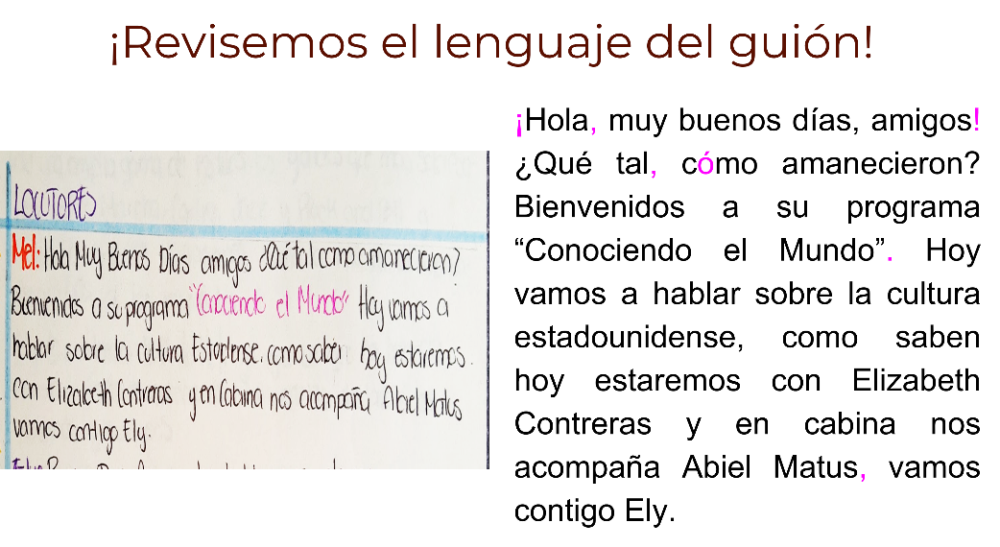 ¡Revisemos el lenguaje del guión!
LOCUTORES
Mel: Hola Muy Buenos Días amigos ¿Qué tal como amanecieron?
Bienvenidos a su programa "Conociendo el Mundo" Hoy vamos a
hablar sobre la cultura como saben hoy estaremos
con Elizabeth Contreras y en Cabina nos acompaña Abiel Matus
vamos contigo Ely.
¡Hola, muy buenos días, amigos!
¿Qué tal, cómo amanecieron?
Bienvenidos a su programa
“Conociendo el Mundo”. Hoy
vamos a hablar sobre la cultura
estadounidense, como saben
hoy estaremos con Elizabeth
Contreras y en cabina nos
acompaña Abiel Matus, vamos
contigo Ely.